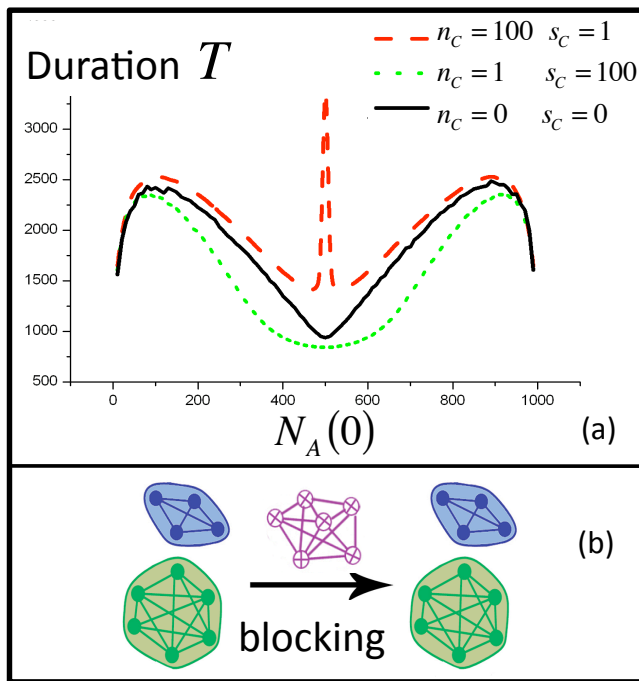 Duration T
n_C = 100 s_C = 1
n_C = 1 s_C = 100
n_C = 0 s_C = 0
3000
2500
2000
1500
1000
500
0 200 400 600 800 1000
N_A(0)
(a)
(b)
blocking